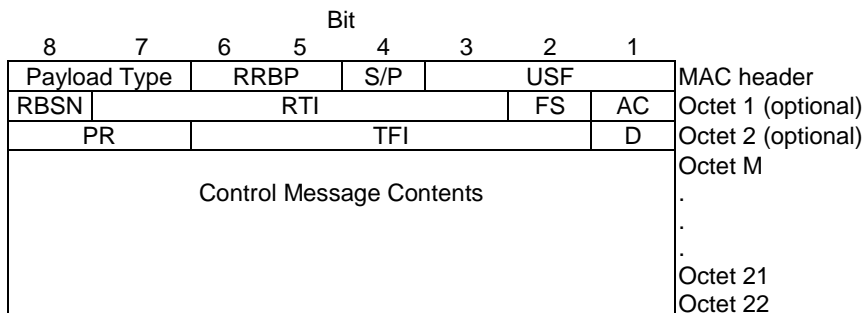 Bit
8 7 6 5 4 3 2 1
Payload Type RRBP S/P USF MAC header
RBSN RTI FS AC Octet 1 (optional)
PR TFI D Octet 2 (optional)
Octet M
Control Message Contents .
.
.
Octet 21
Octet 22